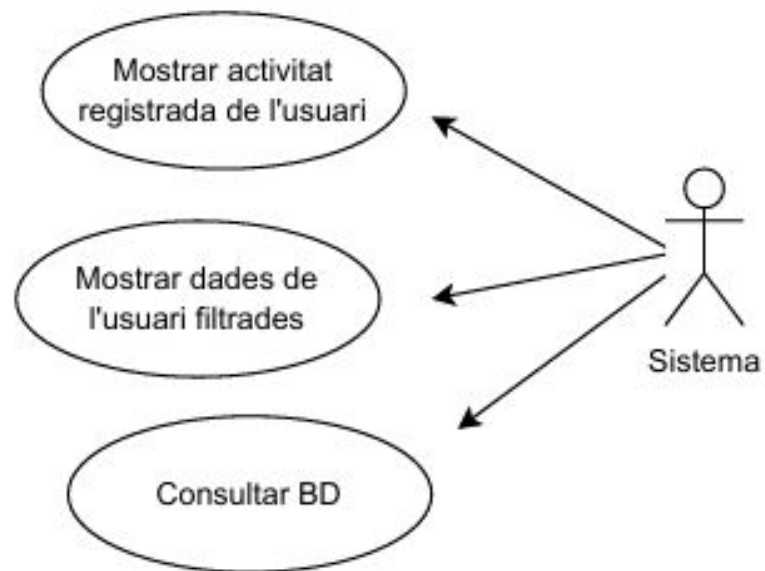 Mostrar activitat
registrada de l'usuari
Mostrar dades de
l'usuari filtrades
Sistema
Consultar BD